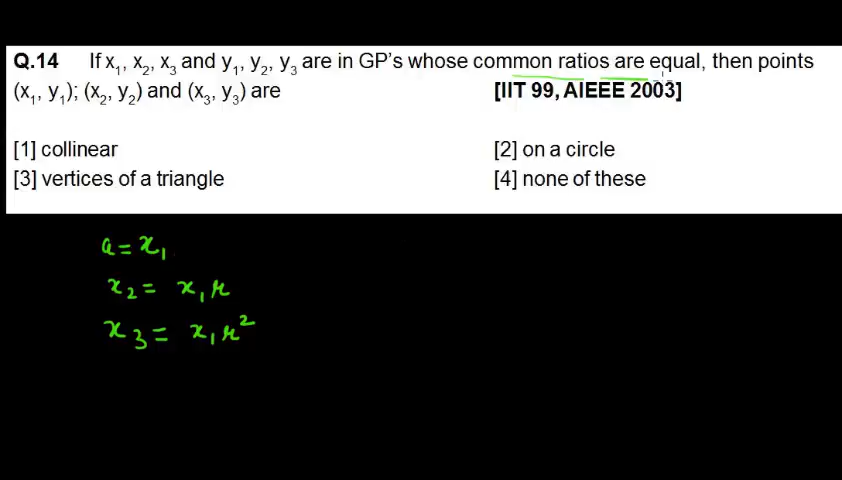 Q.14 If x₁, x₂, x₃ and y₁, y₂, y₃ are in GP's whose common ratios are equal, then points
(x₁, y₁); (x₂, y₂) and (x₃, y₃) are [IIT 99, AIEEE 2003]
[1] collinear [2] on a circle
[3] vertices of a triangle [4] none of these
a = x₁
x₂ = x₁r
x₃ = x₁r²